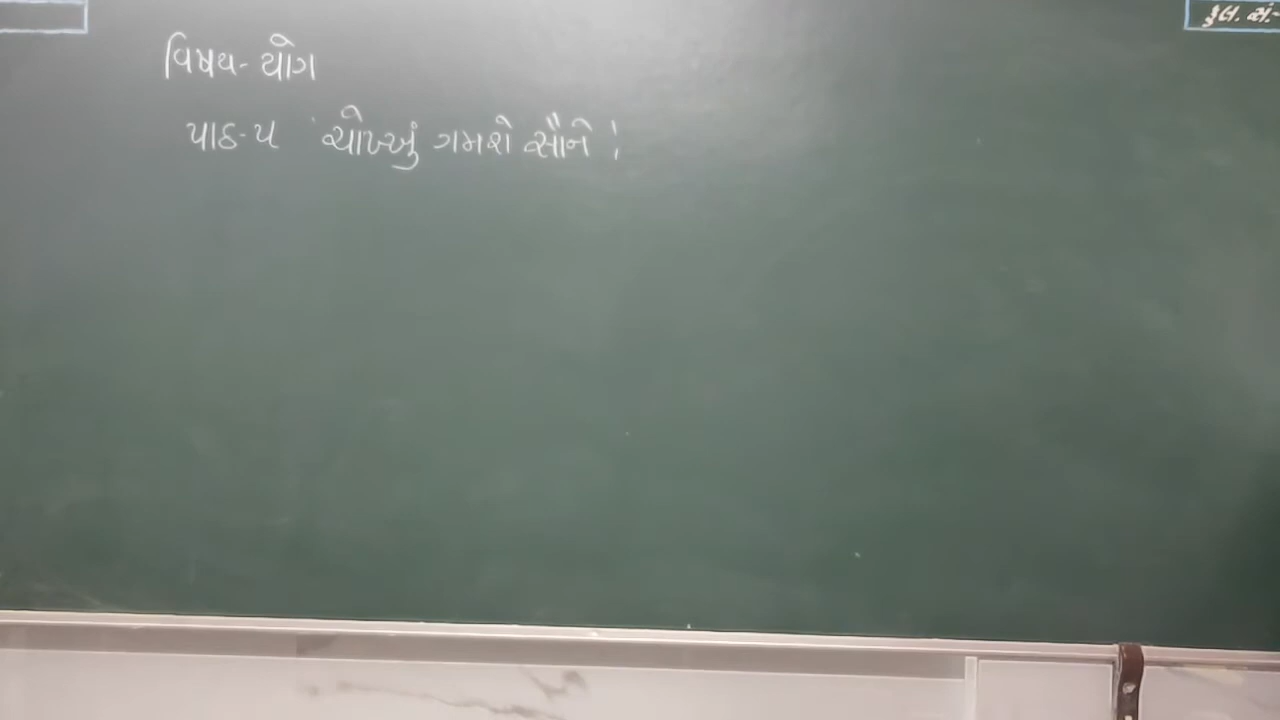 કુલ. સં.-
વિષય- યોગ
પાઠ-૫ ચોખ્ખું ગમશે સૌને !